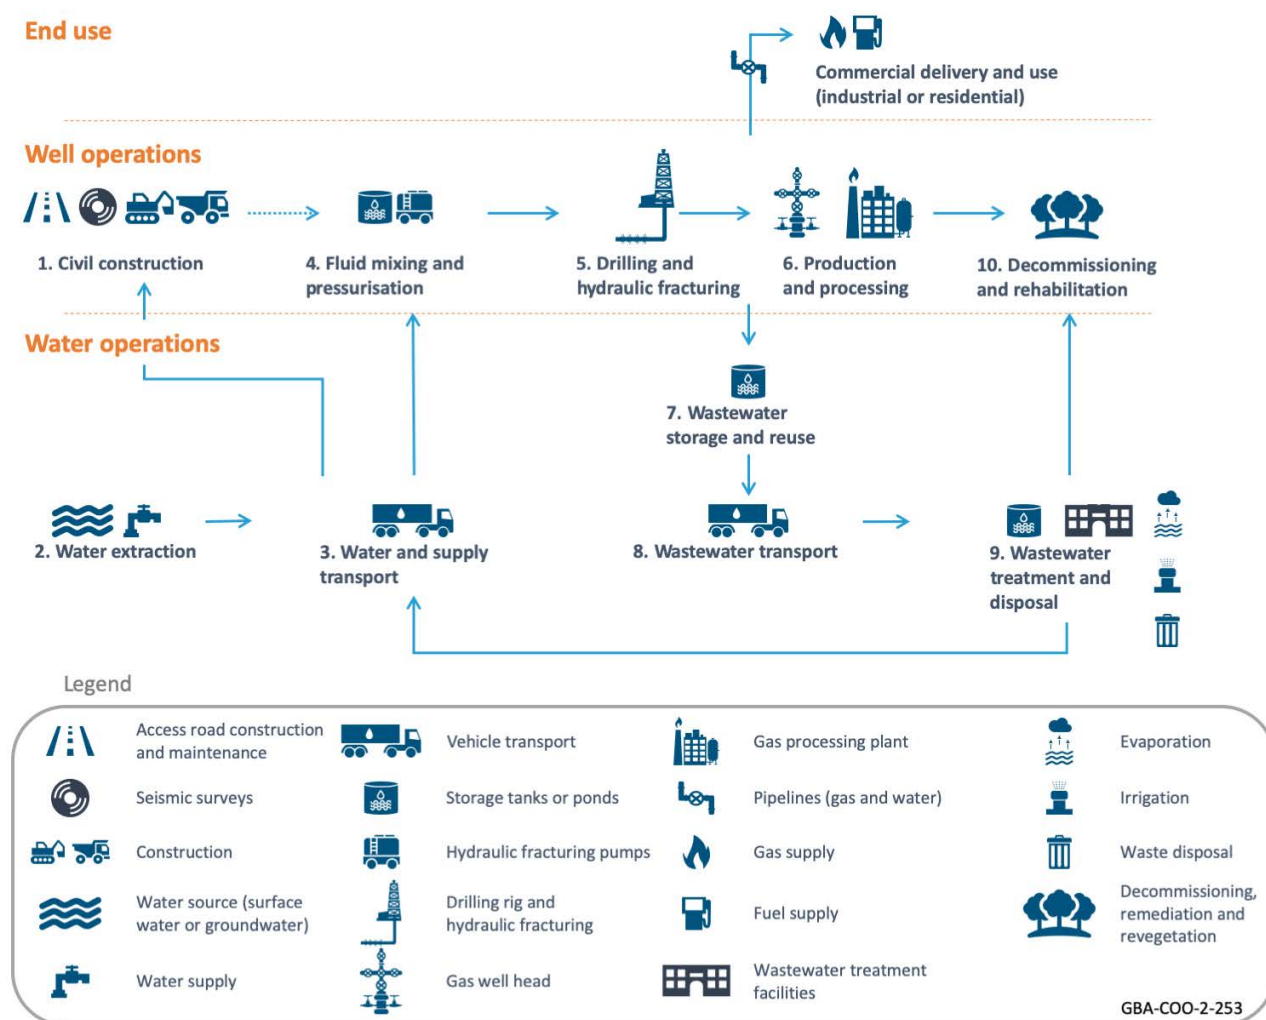 End use
Commercial delivery and use
(industrial or residential)
Well operations
1. Civil construction
4. Fluid mixing and
pressurisation
5. Drilling and
hydraulic fracturing
6. Production
and processing
10. Decommissioning
and rehabilitation
Water operations
7. Wastewater
storage and reuse
2. Water extraction
3. Water and supply
transport
8. Wastewater transport
9. Wastewater
treatment and
disposal
Legend
Access road construction
and maintenance
Seismic surveys
Construction
Water source (surface
water or groundwater)
Water supply
Vehicle transport
Storage tanks or ponds
Hydraulic fracturing pumps
Drilling rig and
hydraulic fracturing
Gas well head
Gas processing plant
Pipelines (gas and water)
Gas supply
Fuel supply
Wastewater treatment
facilities
Evaporation
Irrigation
Waste disposal
Decommissioning,
remediation and
revegetation
GBA-COO-2-253